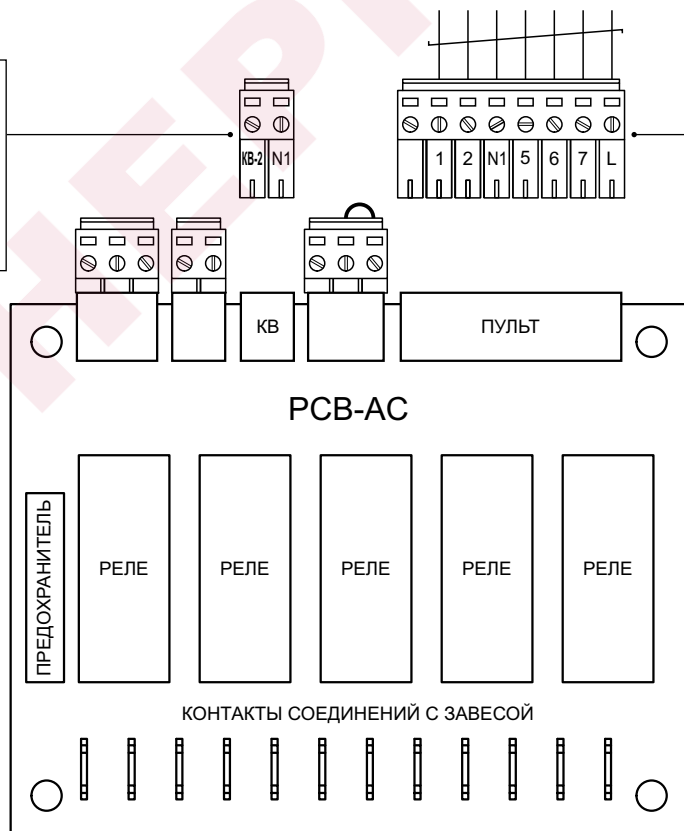 КВ-2 N1
1 2 N1 5 6 7 L
КВ
ПУЛЬТ
PCB-AC
ПРЕДОХРАНИТЕЛЬ
РЕЛЕ РЕЛЕ РЕЛЕ РЕЛЕ РЕЛЕ
КОНТАКТЫ СОЕДИНЕНИЙ С ЗАВЕСОЙ